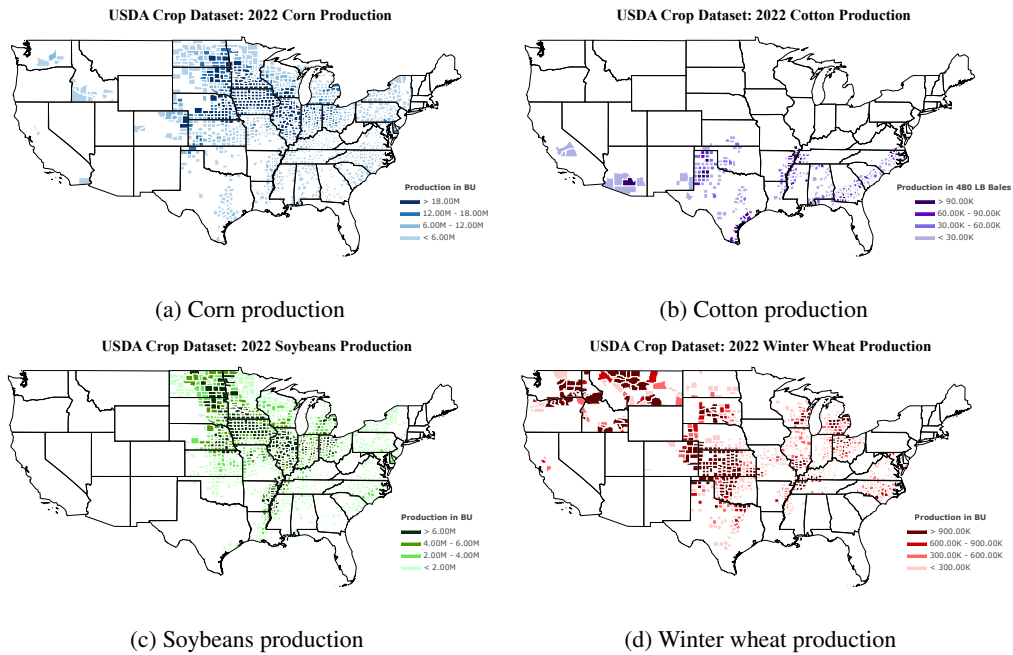 USDA Crop Dataset: 2022 Corn Production
Production in BU
> 18.00M
12.00M - 18.00M
6.00M - 12.00M
< 6.00M
(a) Corn production
USDA Crop Dataset: 2022 Cotton Production
Production in 480 LB Bales
> 90.00K
60.00K - 90.00K
30.00K - 60.00K
< 30.00K
(b) Cotton production
USDA Crop Dataset: 2022 Soybeans Production
Production in BU
> 6.00M
4.00M - 6.00M
2.00M - 4.00M
< 2.00M
(c) Soybeans production
USDA Crop Dataset: 2022 Winter Wheat Production
Production in BU
> 900.00K
600.00K - 900.00K
300.00K - 600.00K
< 300.00K
(d) Winter wheat production